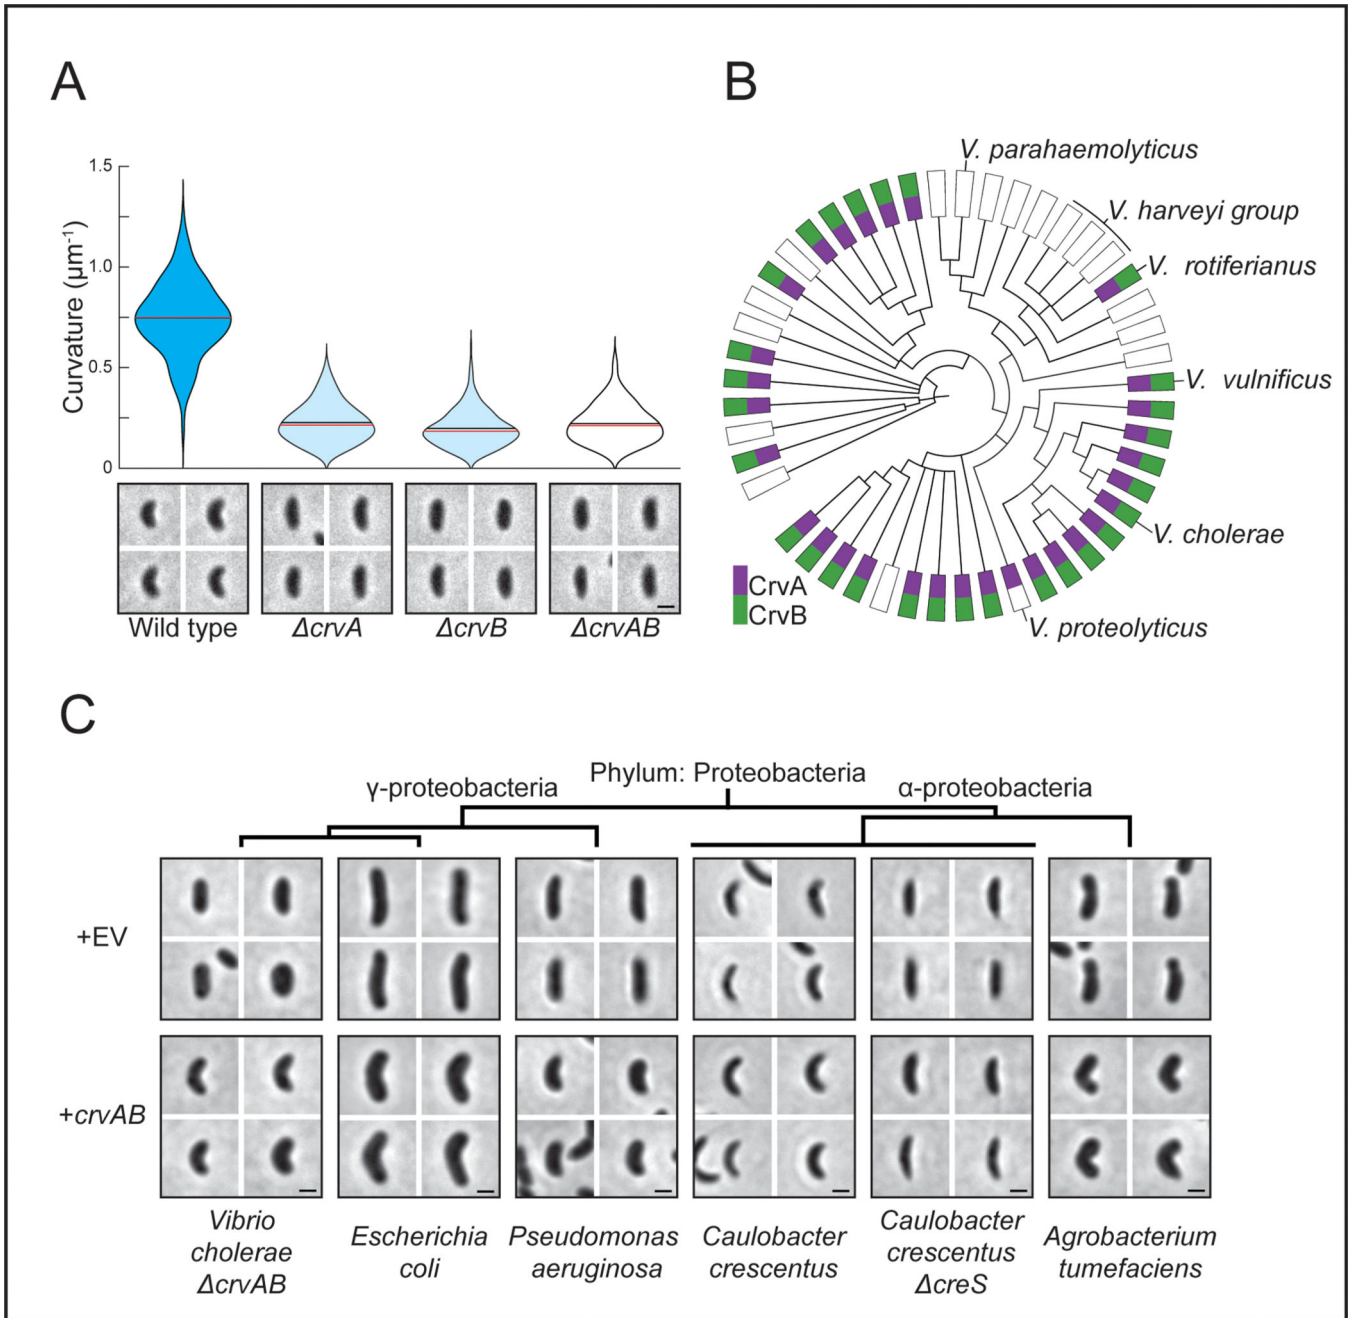 A
B
1.5
1.0
0.5
0
Curvature (µm⁻¹)
Wild type
ΔcrvA
ΔcrvB
ΔcrvAB
V. parahaemolyticus
V. harveyi group
V. rotiferianus
V. vulnificus
V. cholerae
V. proteolyticus
CrvA
CrvB
C
Phylum: Proteobacteria
γ-proteobacteria
α-proteobacteria
+EV
+crvAB
Vibrio
cholerae
ΔcrvAB
Escherichia
coli
Pseudomonas
aeruginosa
Caulobacter
crescentus
Caulobacter
crescentus
ΔcreS
Agrobacterium
tumefaciens